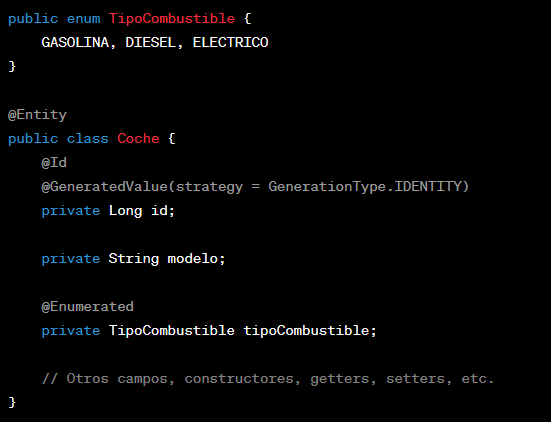 public enum TipoCombustible {
    GASOLINA, DIESEL, ELECTRICO
}

@Entity
public class Coche {
    @Id
    @GeneratedValue(strategy = GenerationType.IDENTITY)
    private Long id;

    private String modelo;

    @Enumerated
    private TipoCombustible tipoCombustible;

    // Otros campos, constructores, getters, setters, etc.
}